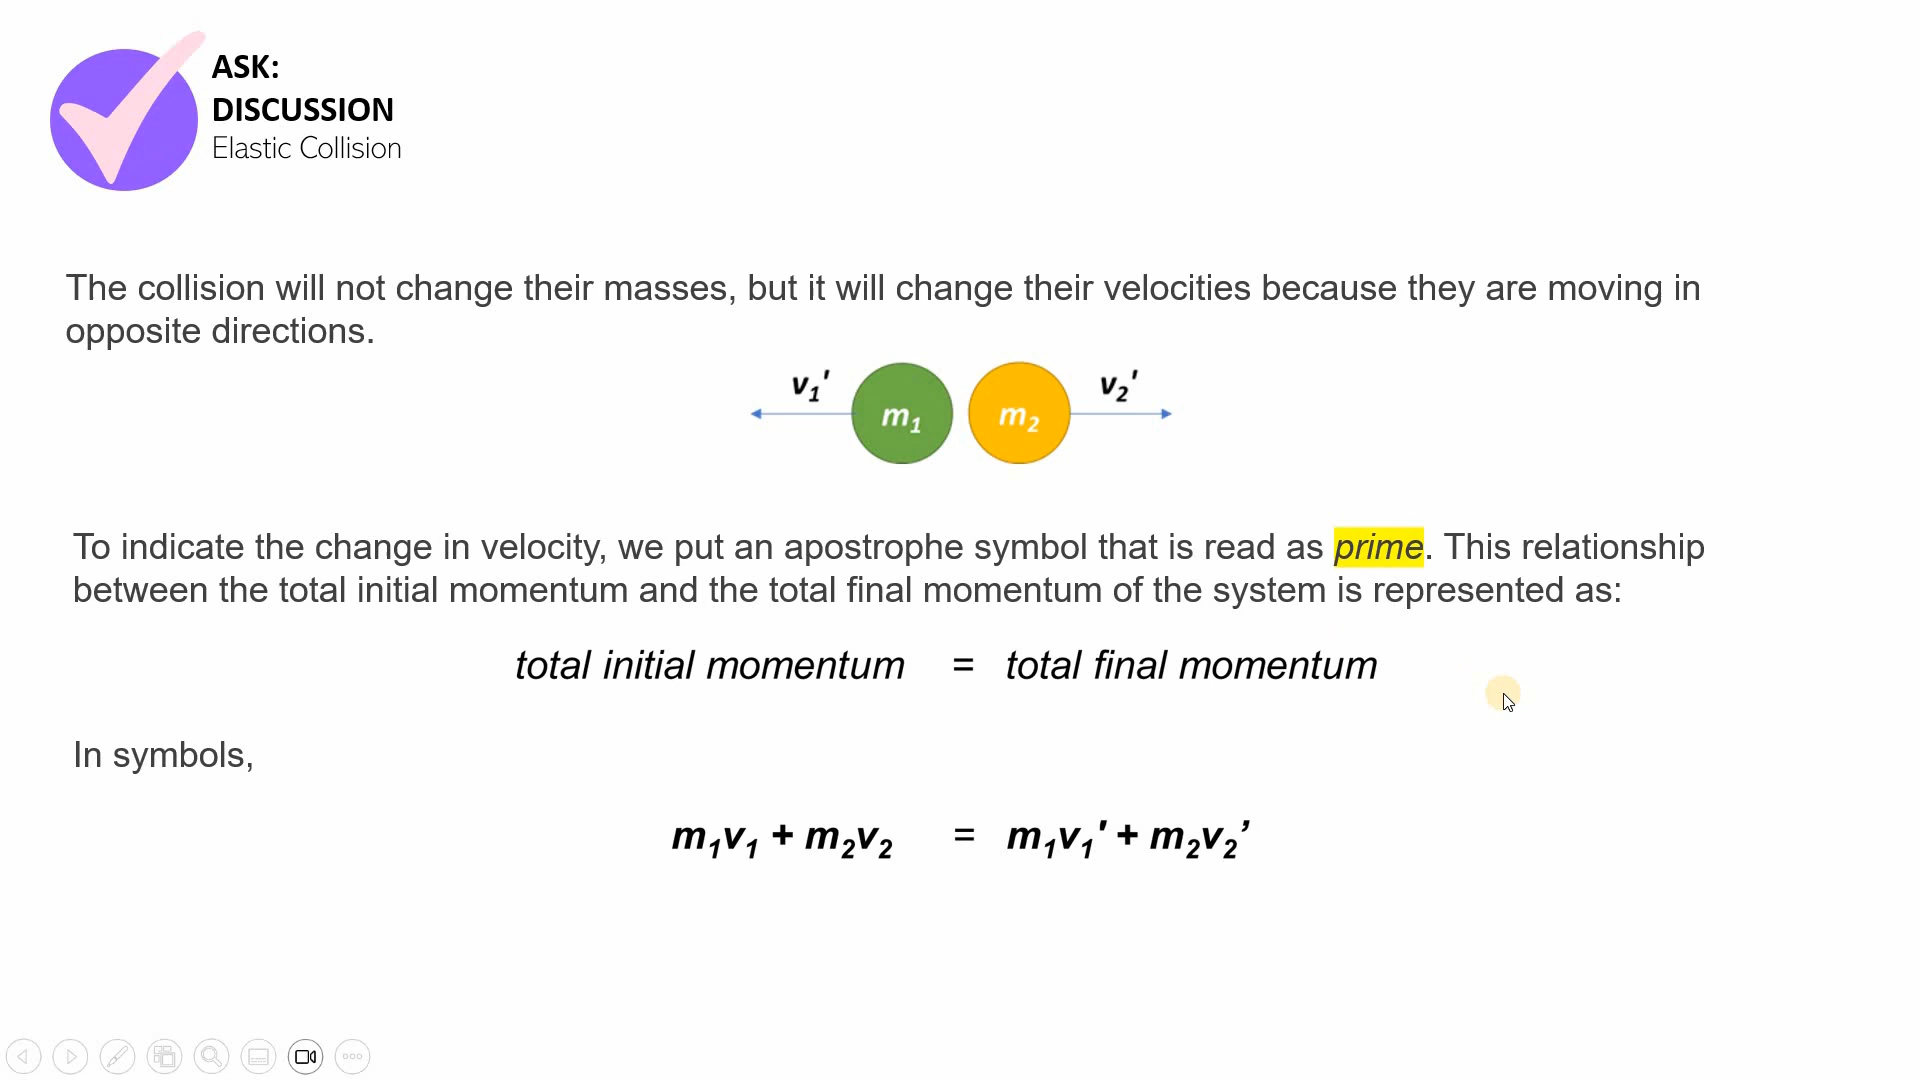 ASK:
DISCUSSION
Elastic Collision
The collision will not change their masses, but it will change their velocities because they are moving in
opposite directions.
v₁' m₁ m₂ v₂'
To indicate the change in velocity, we put an apostrophe symbol that is read as prime. This relationship
between the total initial momentum and the total final momentum of the system is represented as:
total initial momentum = total final momentum
In symbols,
m₁v₁ + m₂v₂ = m₁v₁' + m₂v₂’